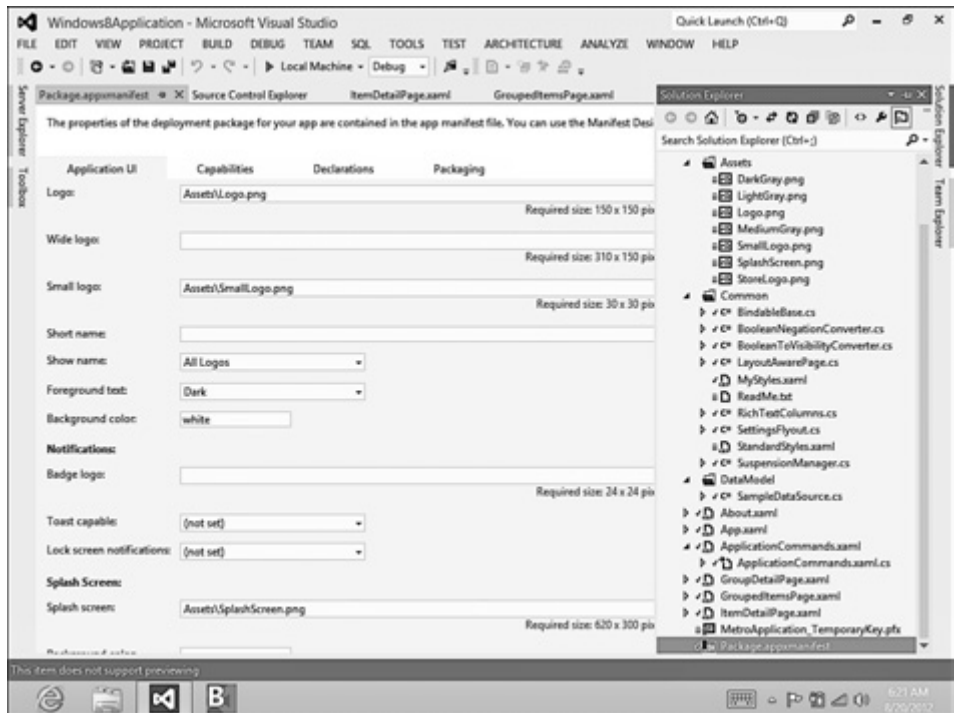 Windows8Application - Microsoft Visual Studio
Quick Launch (Ctrl+Q)
FILE EDIT VIEW PROJECT BUILD DEBUG TEAM SQL TOOLS TEST ARCHITECTURE ANALYZE WINDOW HELP
Local Machine Debug
Server Explorer
Toolbox
Package.appxmanifest Source Control Explorer ItemDetailPage.xaml GroupedItemsPage.xaml
The properties of the deployment package for your app are contained in the app manifest file. You can use the Manifest Desi
Application UI Capabilities Declarations Packaging
Logo: Assets\Logo.png
Required size: 150 x 150 pix
Wide logo:
Required size: 310 x 150 pix
Small logo: Assets\SmallLogo.png
Required size: 30 x 30 pix
Short name:
Show name: All Logos
Foreground text: Dark
Background color: white
Notifications:
Badge logo:
Required size: 24 x 24 pix
Toast capable: (not set)
Lock screen notifications: (not set)
Splash Screen:
Splash screen: Assets\SplashScreen.png
Required size: 620 x 300 pix
Background color
Solution Explorer
Search Solution Explorer (Ctrl+;)
Assets
DarkGray.png
LightGray.png
Logo.png
MediumGray.png
SmallLogo.png
SplashScreen.png
StoreLogo.png
Common
C# BindableBase.cs
C# BooleanNegationConverter.cs
C# BooleanToVisibilityConverter.cs
C# LayoutAwarePage.cs
MyStyles.xaml
ReadMe.txt
C# RichTextColumns.cs
C# SettingsFlyout.cs
StandardStyles.xaml
C# SuspensionManager.cs
DataModel
C# SampleDataSource.cs
About.xaml
App.xaml
ApplicationCommands.xaml
ApplicationCommands.xaml.cs
GroupDetailPage.xaml
GroupedItemsPage.xaml
ItemDetailPage.xaml
MetroApplication_TemporaryKey.pfx
Package.appxmanifest
Solution Explorer
Team Explorer
This item does not support previewing
B
6:21 AM
8/20/2012